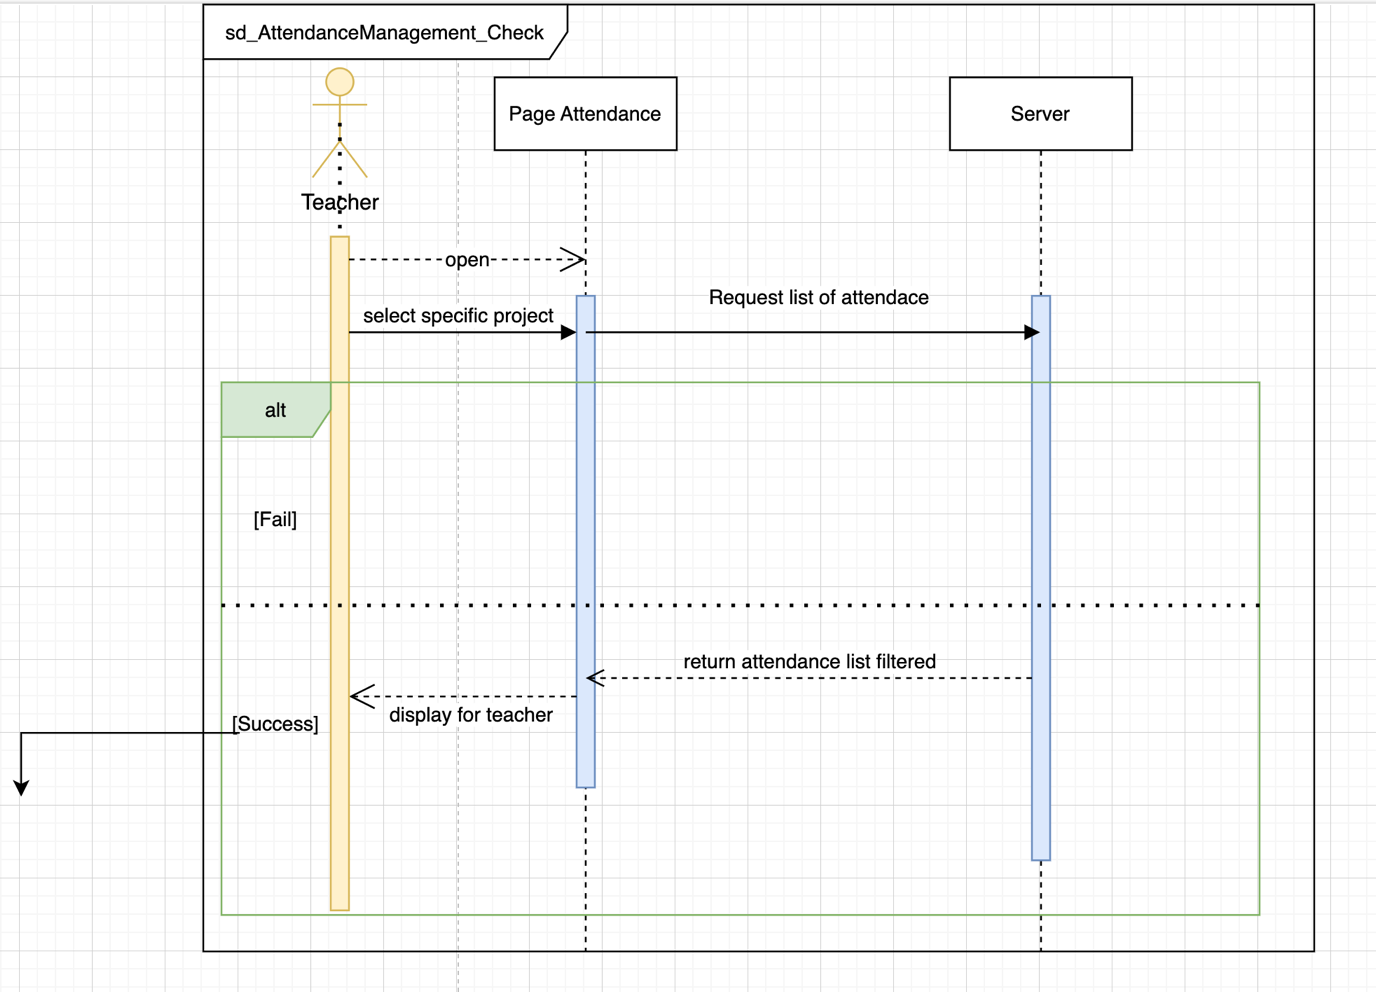 sd_AttendanceManagement_Check
Page Attendance
Server
Teacher
open
Request list of attendace
select specific project
alt
[Fail]
return attendance list filtered
display for teacher
[Success]